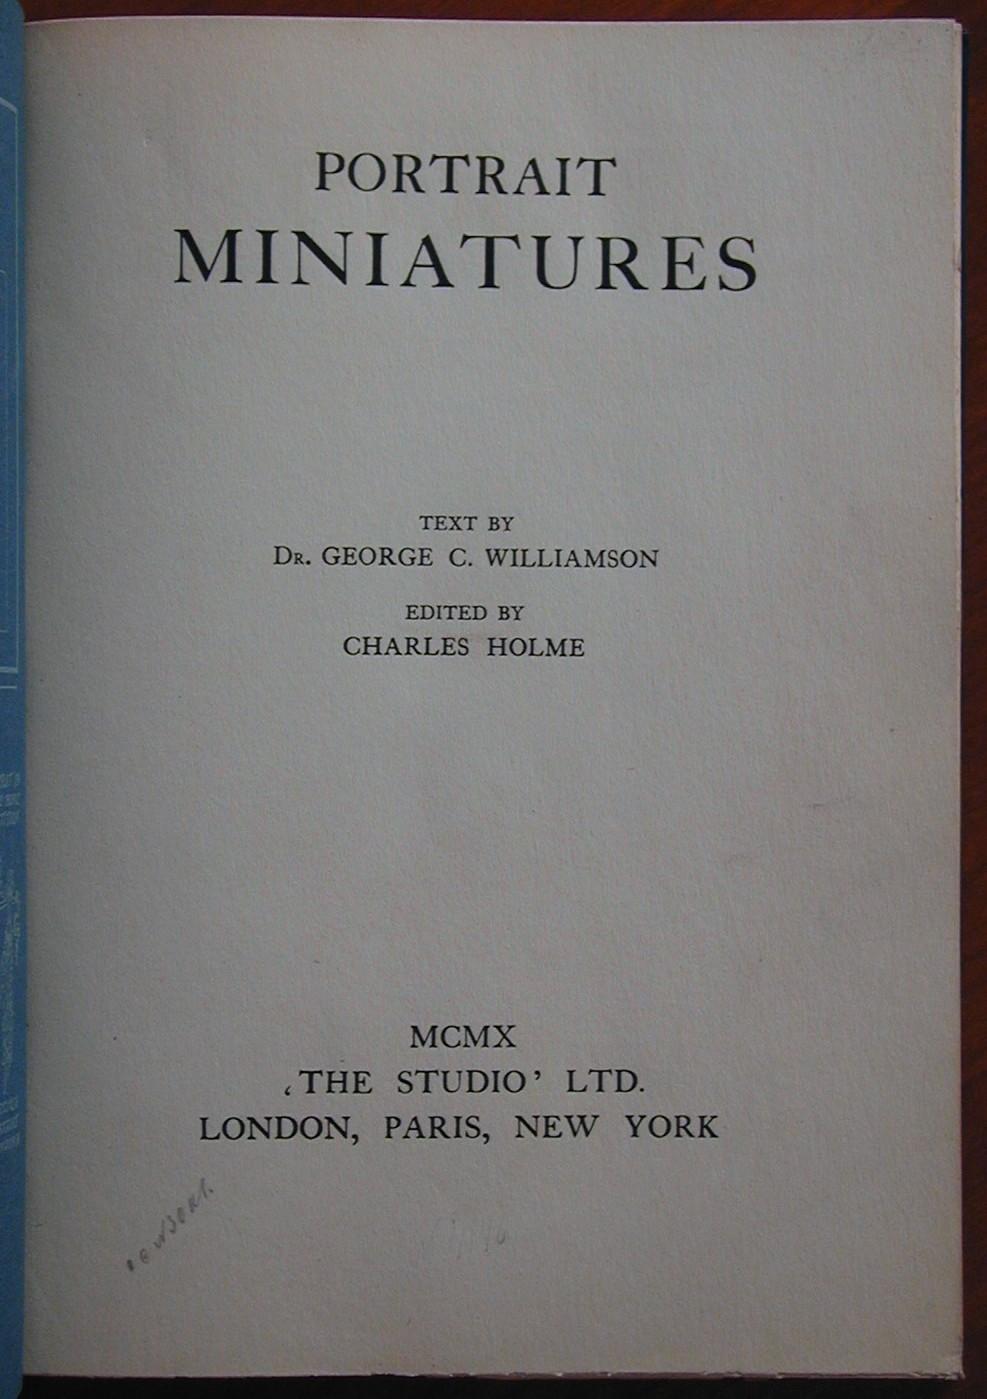 PORTRAIT
MINIATURES
TEXT BY
DR. GEORGE C. WILLIAMSON
EDITED BY
CHARLES HOLME
MCMX
‘THE STUDIO’ LTD.
LONDON, PARIS, NEW YORK